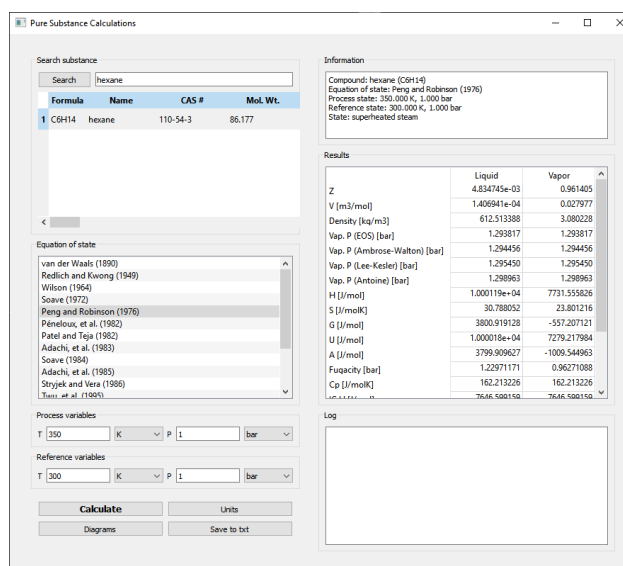 Pure Substance Calculations
Search substance
Search hexane
Formula Name CAS # Mol. Wt.
1 C6H14 hexane 110-54-3 86.177
Equation of state
van der Waals (1890)
Redlich and Kwong (1949)
Wilson (1964)
Soave (1972)
Peng and Robinson (1976)
Péneloux, et al. (1982)
Patel and Teja (1982)
Adachi, et al. (1983)
Soave (1984)
Adachi, et al. (1985)
Stryjek and Vera (1986)
Twu, et al. (1995)
Process variables
T 350 K P 1 bar
Reference variables
T 300 K P 1 bar
Calculate Units
Diagrams Save to txt
Information
Compound: hexane (C6H14)
Equation of state: Peng and Robinson (1976)
Process state: 350.000 K, 1.000 bar
Reference state: 300.000 K, 1.000 bar
State: superheated steam
Results
Liquid Vapor
Z 4.834745e-03 0.961405
V [m3/mol] 1.406941e-04 0.027977
Density [kg/m3] 612.513388 3.080228
Vap. P (EOS) [bar] 1.293817 1.293817
Vap. P (Ambrose-Walton) [bar] 1.294456 1.294456
Vap. P (Lee-Kesler) [bar] 1.295450 1.295450
Vap. P (Antoine) [bar] 1.298963 1.298963
H [J/mol] 1.000119e+04 7731.555826
S [J/molK] 30.788052 23.801216
G [J/mol] 3800.919128 -557.207121
U [J/mol] 1.000018e+04 7279.217984
A [J/mol] 3799.909627 -1009.544963
Fugacity [bar] 1.22971171 0.96271088
Cp [J/molK] 162.213226 162.213226
7646.599159 7646.599159
Log